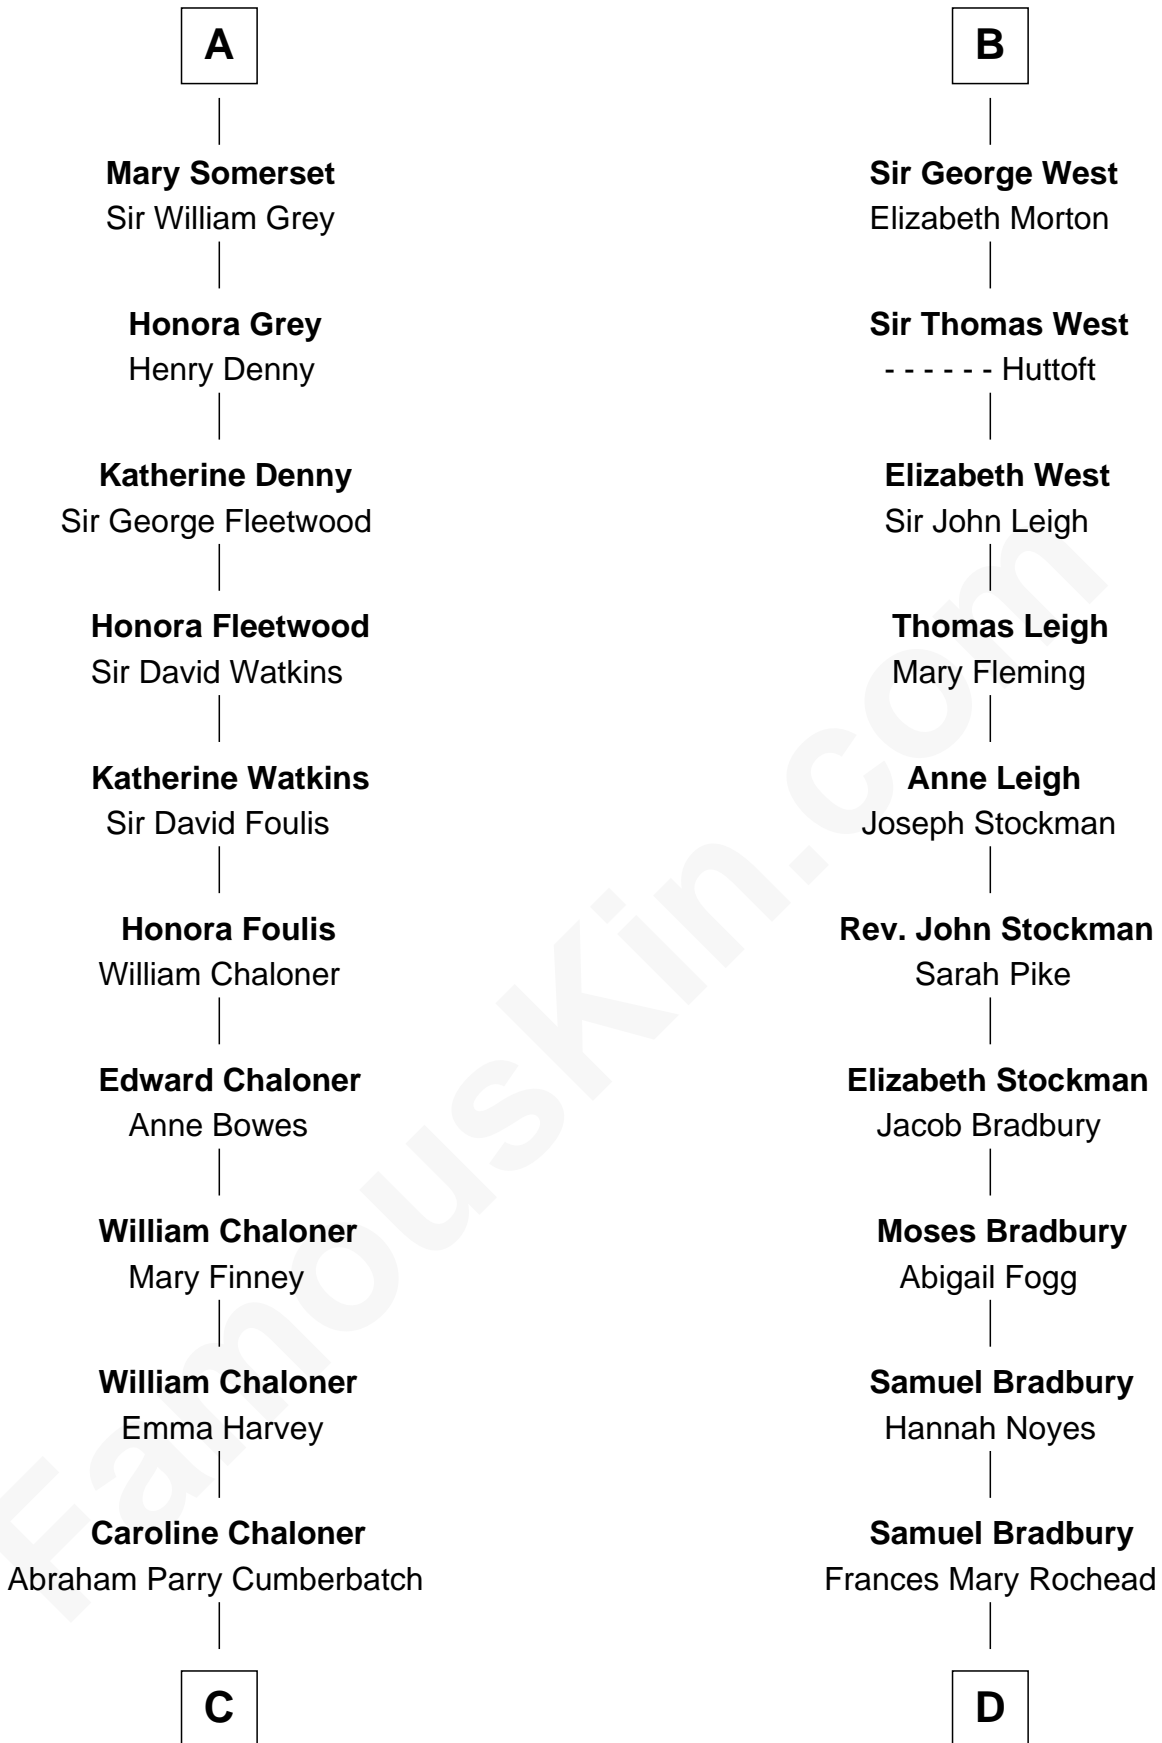 A
Mary Somerset
Sir William Grey
Honora Grey
Henry Denny
Katherine Denny
Sir George Fleetwood
Honora Fleetwood
Sir David Watkins
Katherine Watkins
Sir David Foulis
Honora Foulis
William Chaloner
Edward Chaloner
Anne Bowes
William Chaloner
Mary Finney
William Chaloner
Emma Harvey
Caroline Chaloner
Abraham Parry Cumberbatch
C
B
Sir George West
Elizabeth Morton
Sir Thomas West
- - - - - - Huttoft
Elizabeth West
Sir John Leigh
Thomas Leigh
Mary Fleming
Anne Leigh
Joseph Stockman
Rev. John Stockman
Sarah Pike
Elizabeth Stockman
Jacob Bradbury
Moses Bradbury
Abigail Fogg
Samuel Bradbury
Hannah Noyes
Samuel Bradbury
Frances Mary Rochead
D
FamousKin.com